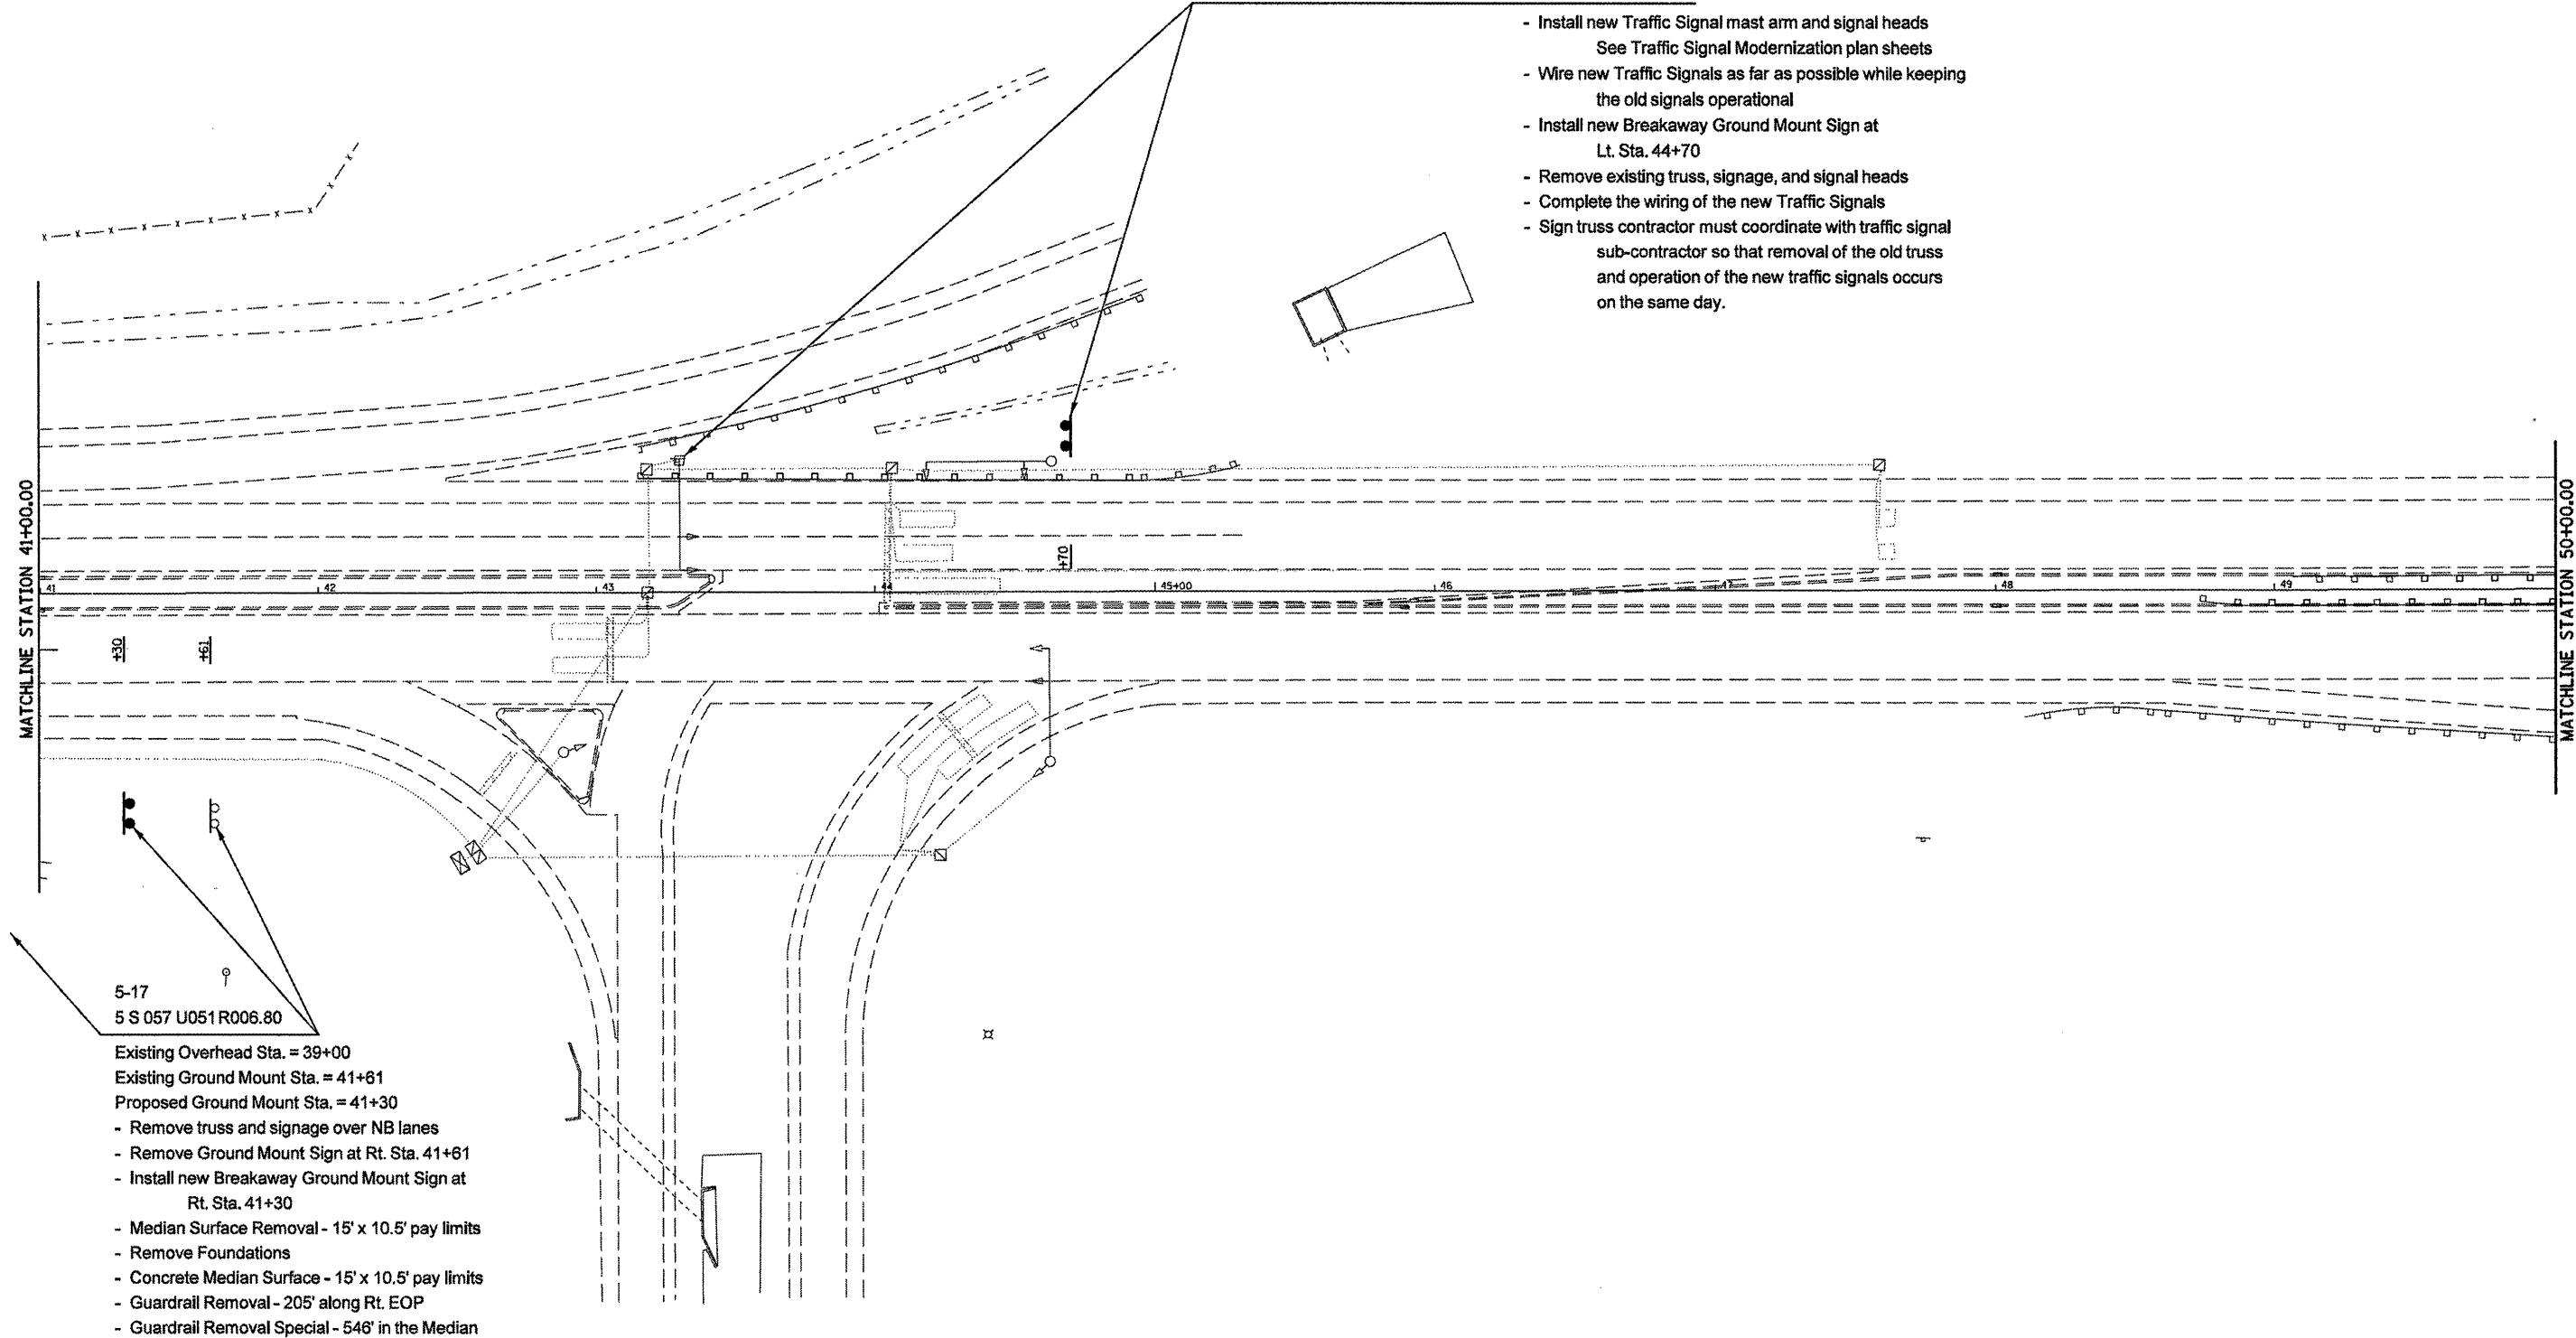 - Install new Traffic Signal mast arm and signal heads
See Traffic Signal Modernization plan sheets
- Wire new Traffic Signals as far as possible while keeping
the old signals operational
- Install new Breakaway Ground Mount Sign at
Lt. Sta. 44+70
- Remove existing truss, signage, and signal heads
- Complete the wiring of the new Traffic Signals
- Sign truss contractor must coordinate with traffic signal
sub-contractor so that removal of the old truss
and operation of the new traffic signals occurs
on the same day.
MATCHLINE STATION 41+00.00
MATCHLINE STATION 50+00.00
+70
41
42
43
44
45+00
46
47
48
49
+30
+61
5-17
5 S 057 U051 R006.80
Existing Overhead Sta. = 39+00
Existing Ground Mount Sta. = 41+61
Proposed Ground Mount Sta. = 41+30
- Remove truss and signage over NB lanes
- Remove Ground Mount Sign at Rt. Sta. 41+61
- Install new Breakaway Ground Mount Sign at
Rt. Sta. 41+30
- Median Surface Removal - 15' x 10.5' pay limits
- Remove Foundations
- Concrete Median Surface - 15' x 10.5' pay limits
- Guardrail Removal - 205' along Rt. EOP
- Guardrail Removal Special - 546' in the Median